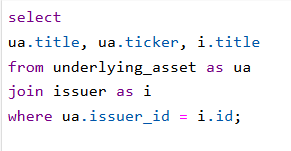 select
ua.title, ua.ticker, i.title
from underlying_asset as ua
join issuer as i
where ua.issuer_id = i.id;